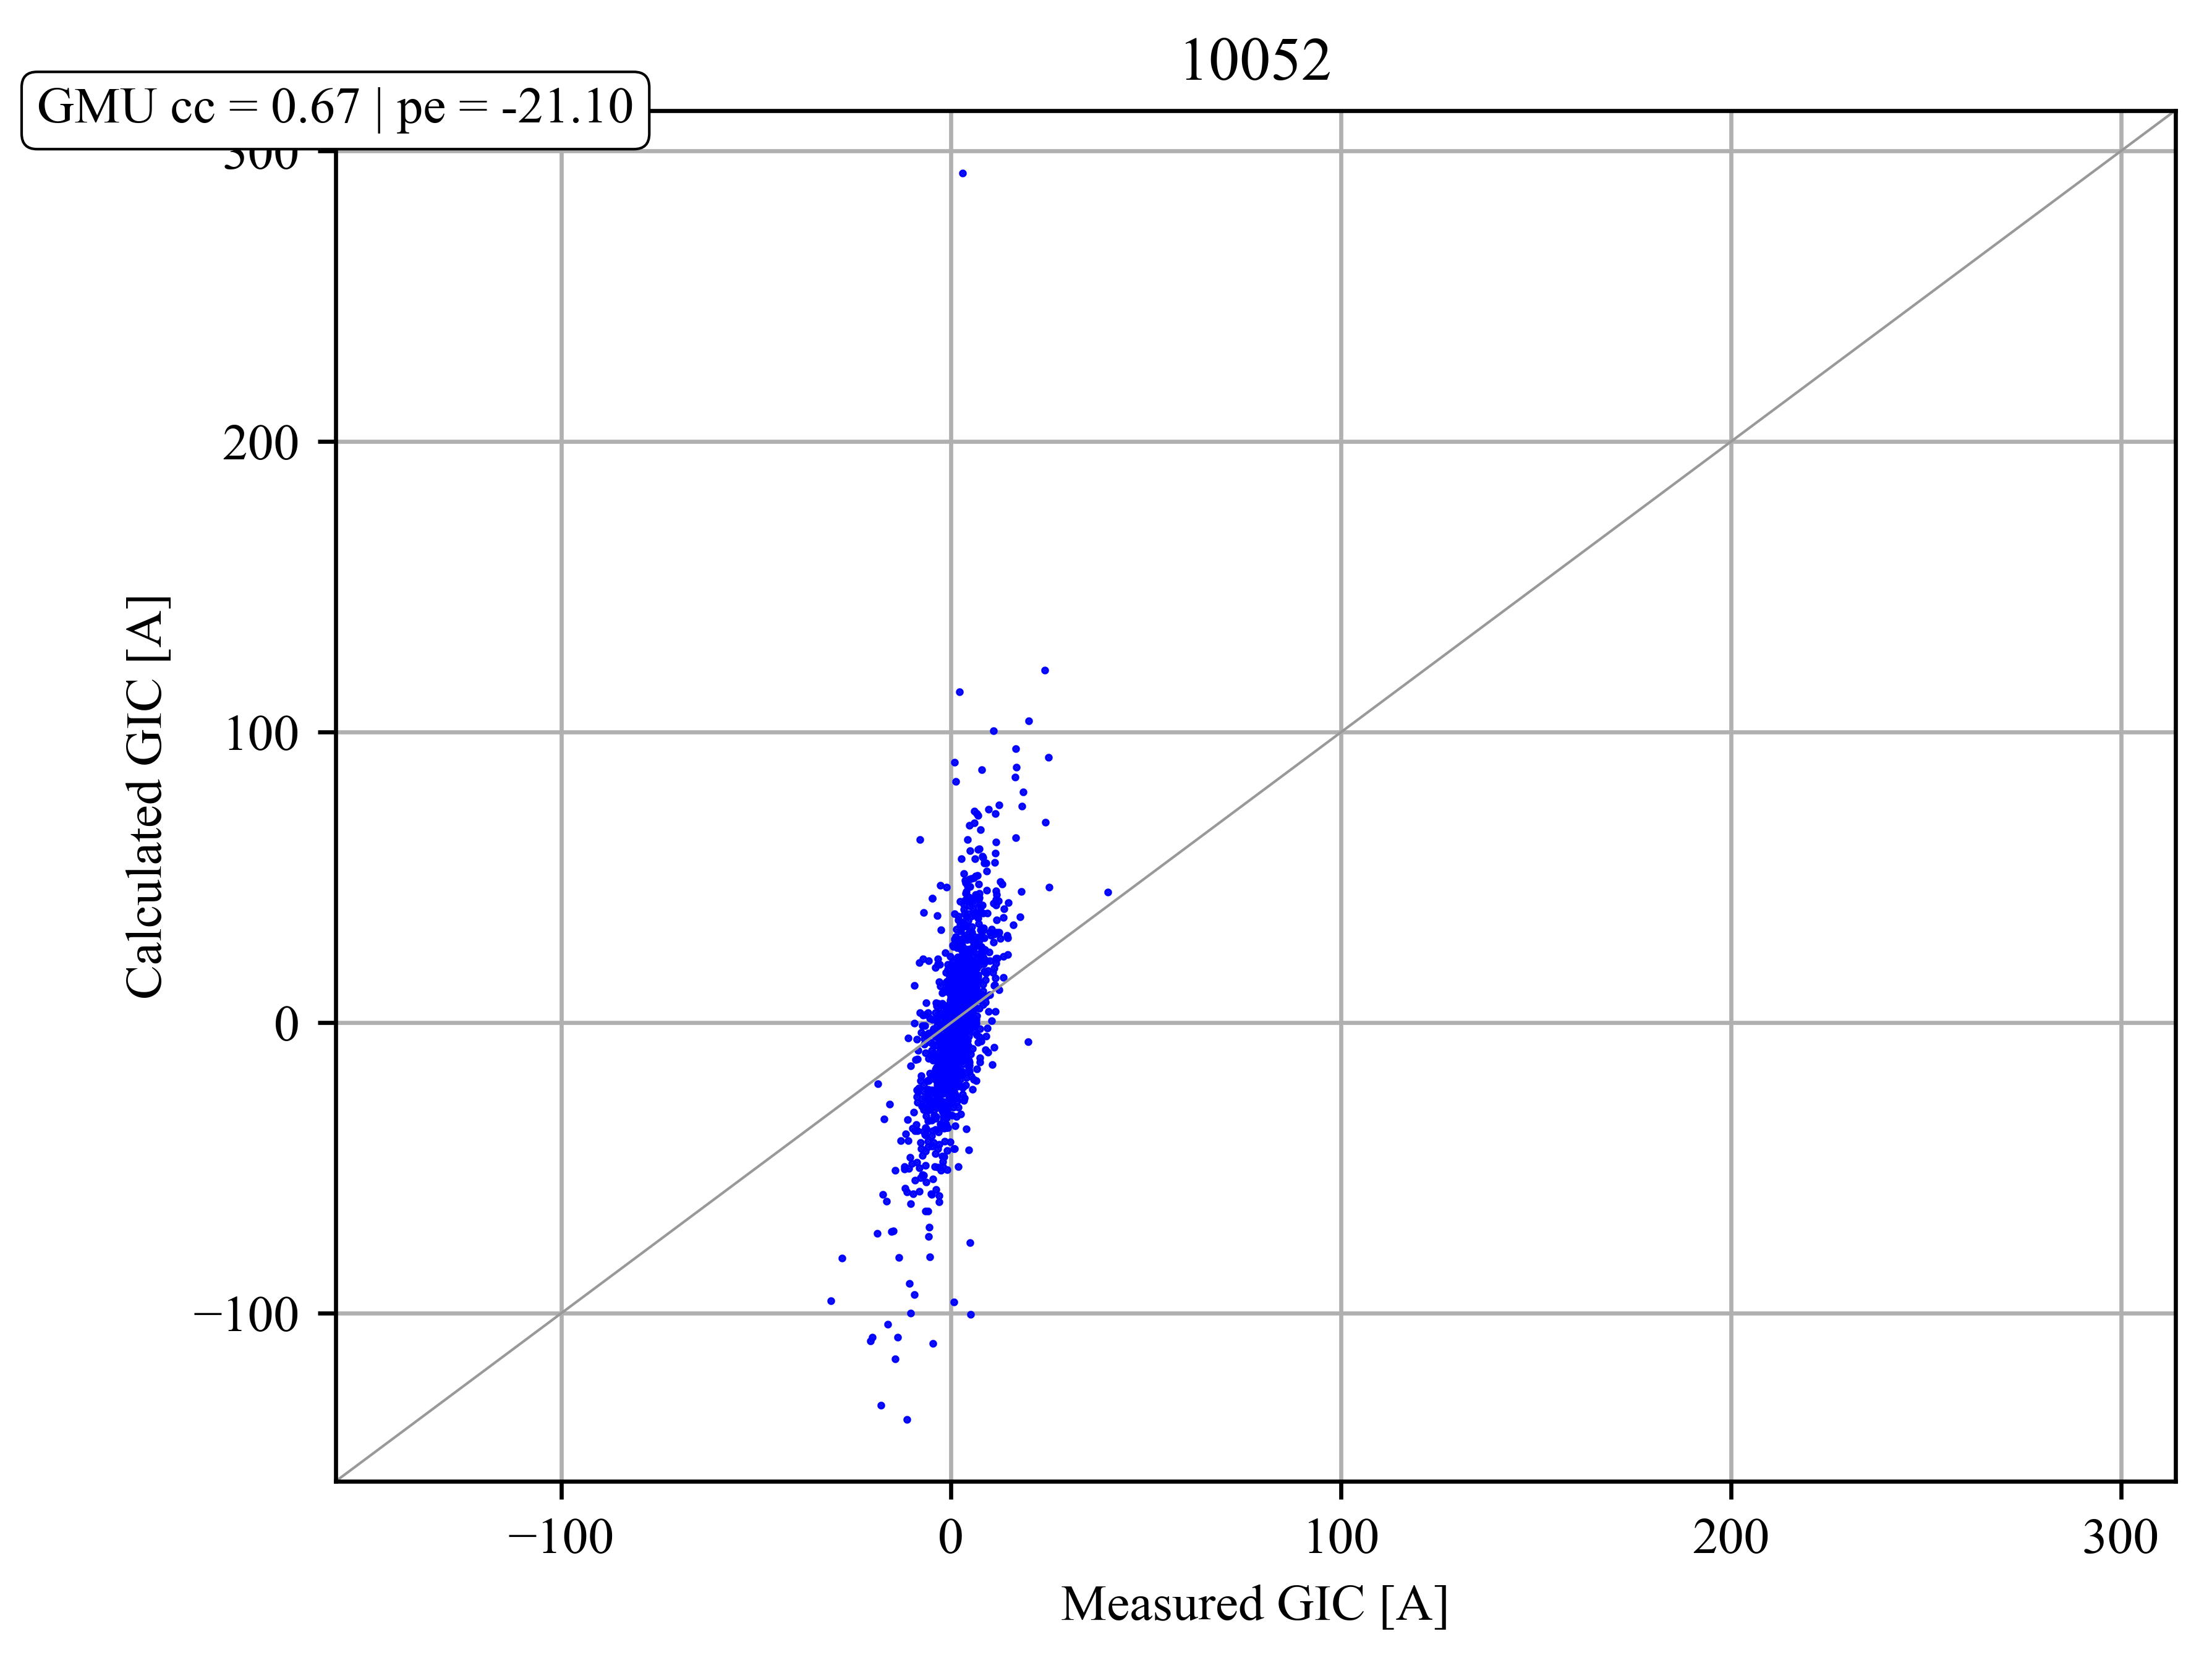 10052
GMU cc = 0.67 | pe = -21.10
300
200
100
0
−100
Calculated GIC [A]
−100 0 100 200 300
Measured GIC [A]